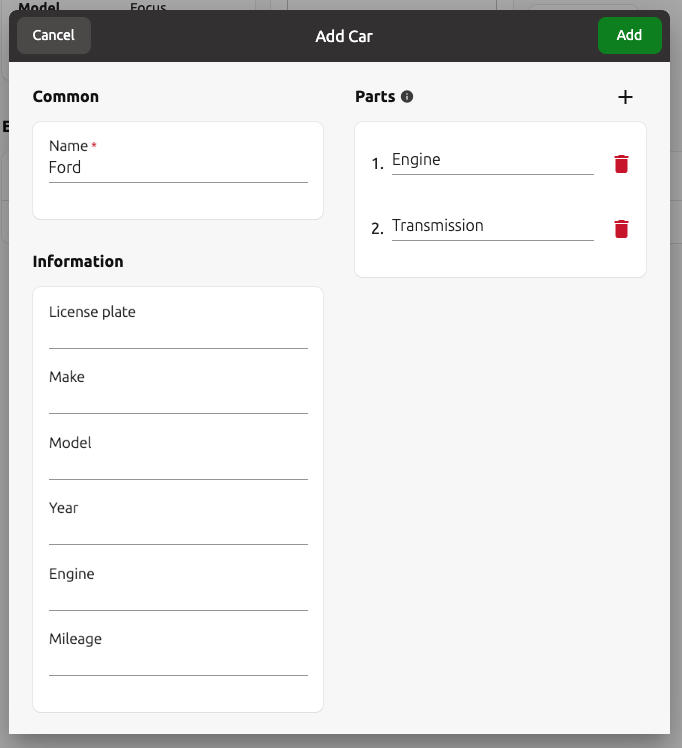 Model Focus
Cancel Add Car Add
Common
Name *
Ford
Information
License plate
Make
Model
Year
Engine
Mileage
Parts
1. Engine
2. Transmission